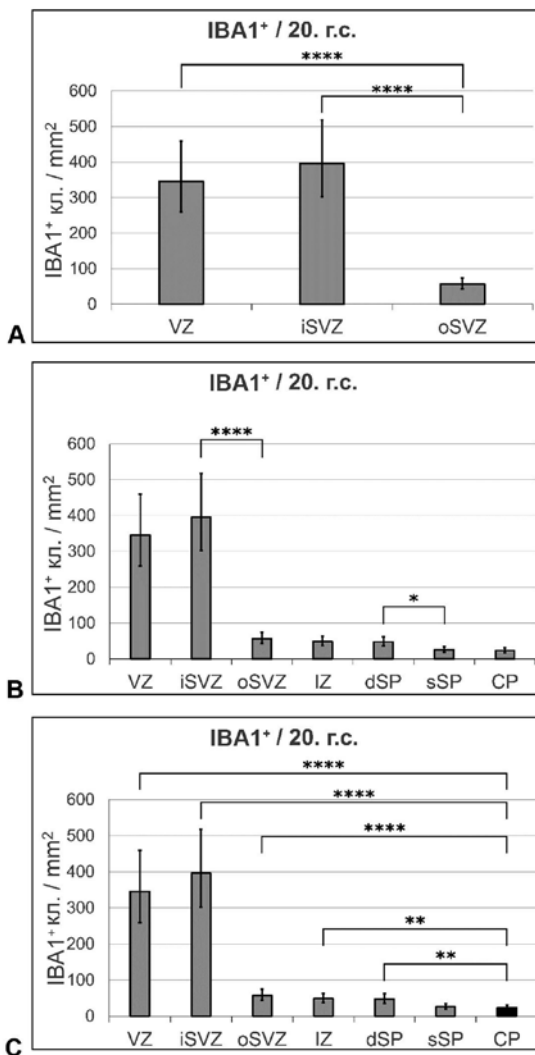 IBA1⁺ / 20. г.с.
****
****
IBA1⁺ кл. / mm²
600
500
400
300
200
100
0
VZ iSVZ oSVZ
A
IBA1⁺ / 20. г.с.
****
*
IBA1⁺ кл. / mm²
600
500
400
300
200
100
0
VZ iSVZ oSVZ IZ dSP sSP CP
B
IBA1⁺ / 20. г.с.
****
****
****
**
**
IBA1⁺ кл. / mm²
600
500
400
300
200
100
0
VZ iSVZ oSVZ IZ dSP sSP CP
C